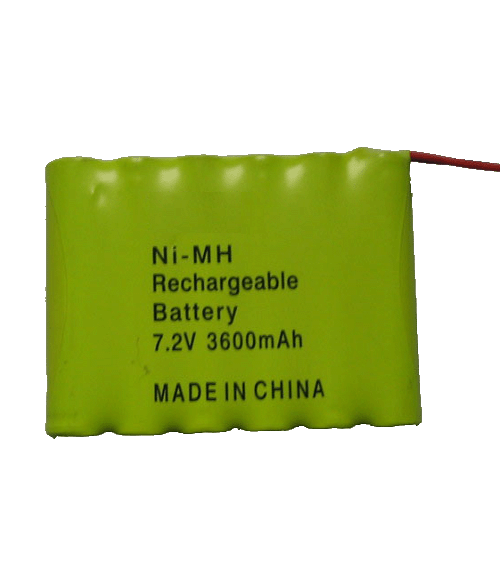 Ni-MH
Rechargeable
Battery
7.2V 3600mAh
MADE IN CHINA